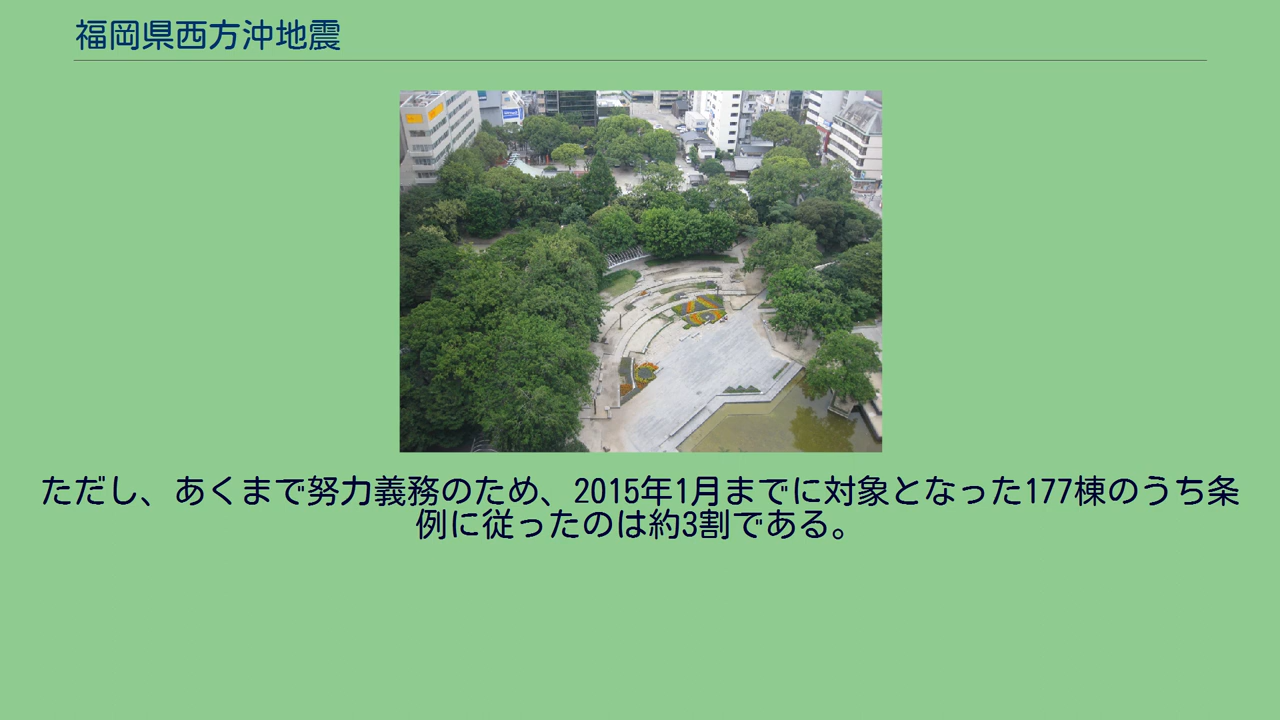 福岡県西方沖地震
ただし、あくまで努力義務のため、2015年1月までに対象となった177棟のうち条
例に従ったのは約3割である。